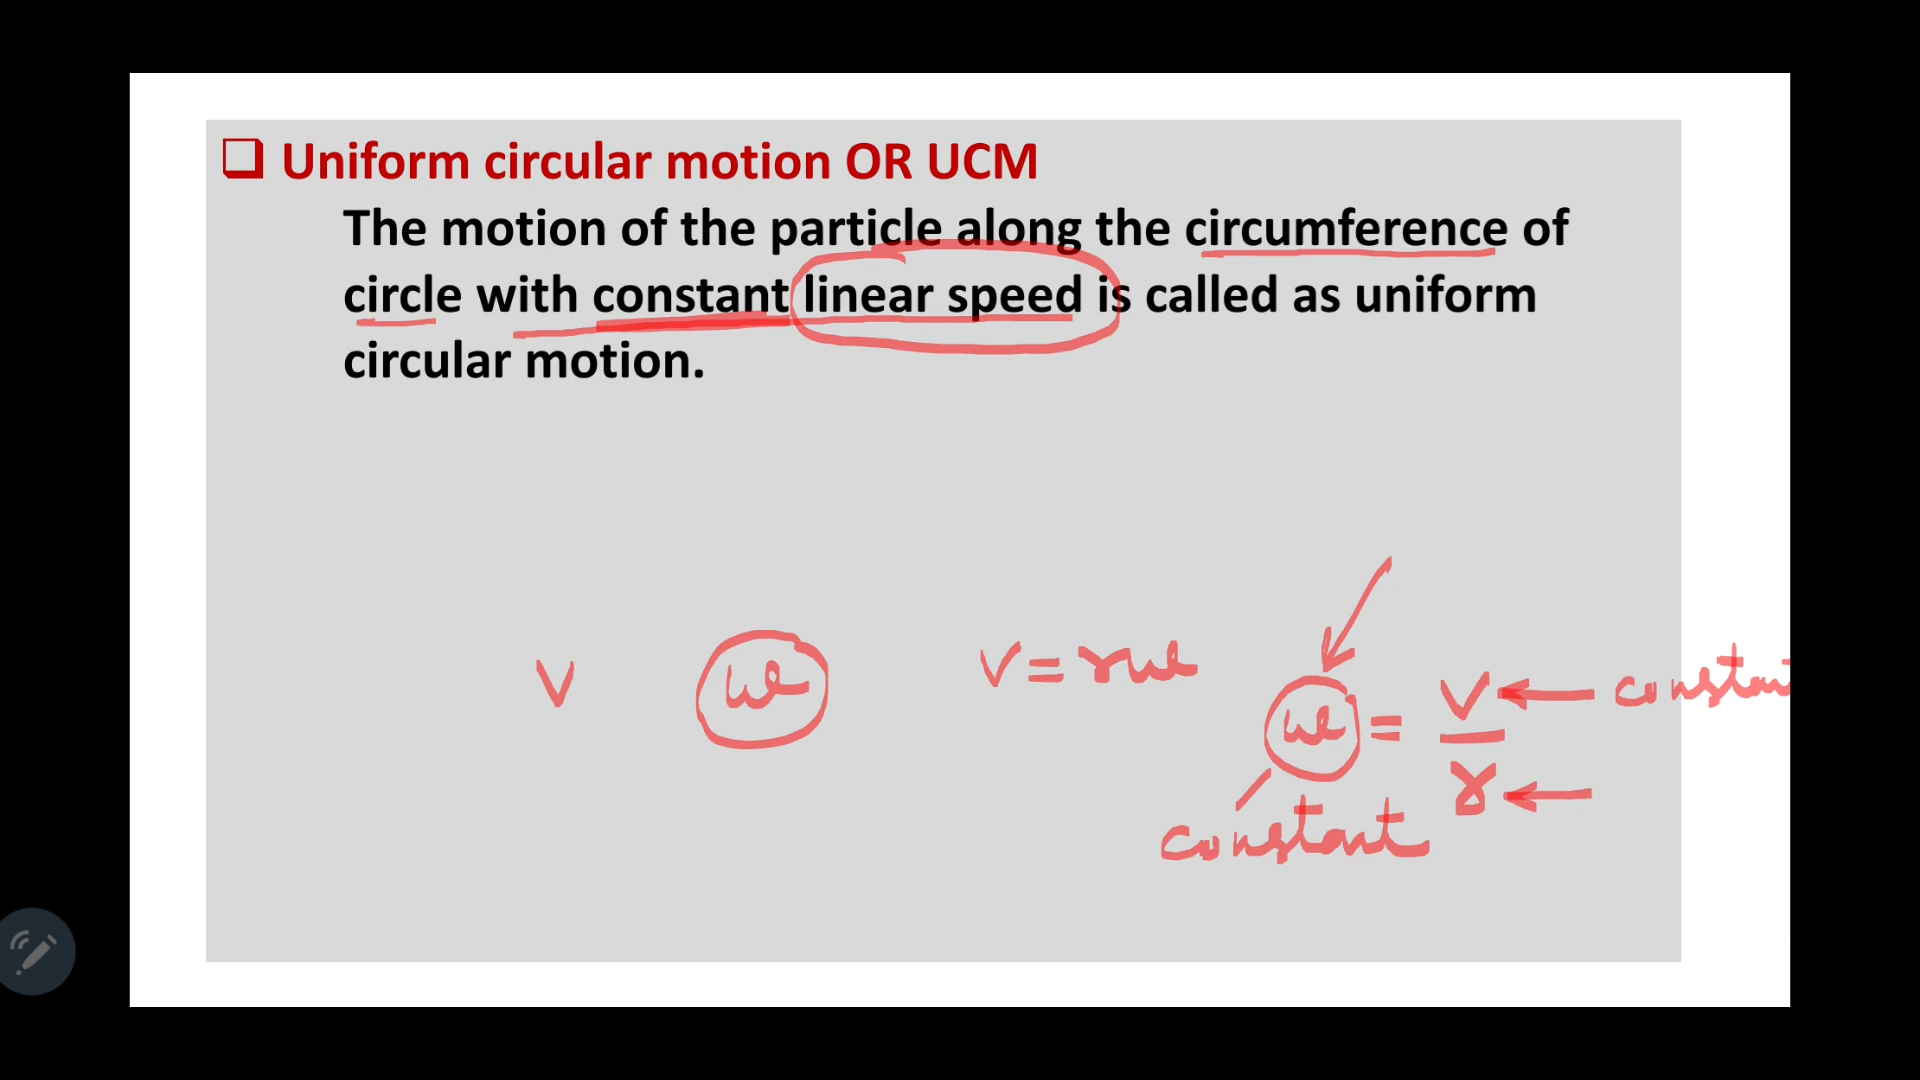 Uniform circular motion OR UCM
The motion of the particle along the circumference of
circle with constant linear speed is called as uniform
circular motion.
v ω v = rω
ω = v ← constant
r ←
constant